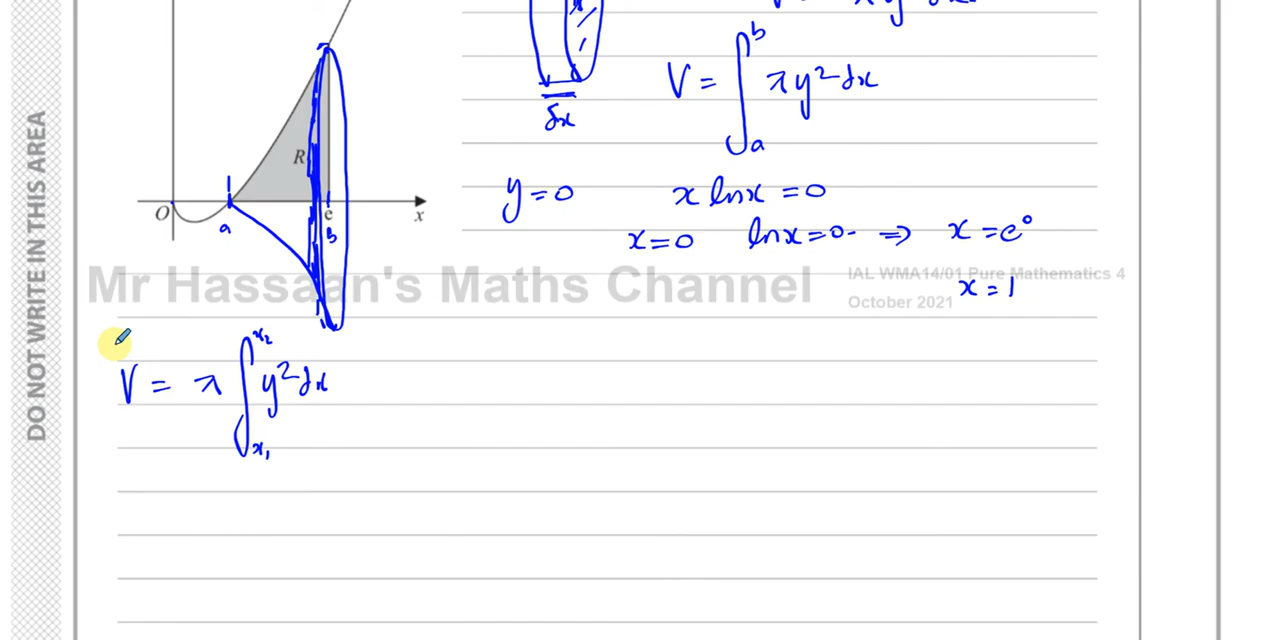 V = ∫ₐᵇ πy² dx
δx
R
1
O
e
x
a
b
y = 0    x ln x = 0
x = 0    ln x = 0. ⇒ x = e⁰
x = 1
Mr Hassaan's Maths Channel
IAL WMA14/01 Pure Mathematics 4
October 2021
V = π ∫ₓ₁ˣ² y² dx
DO NOT WRITE IN THIS AREA